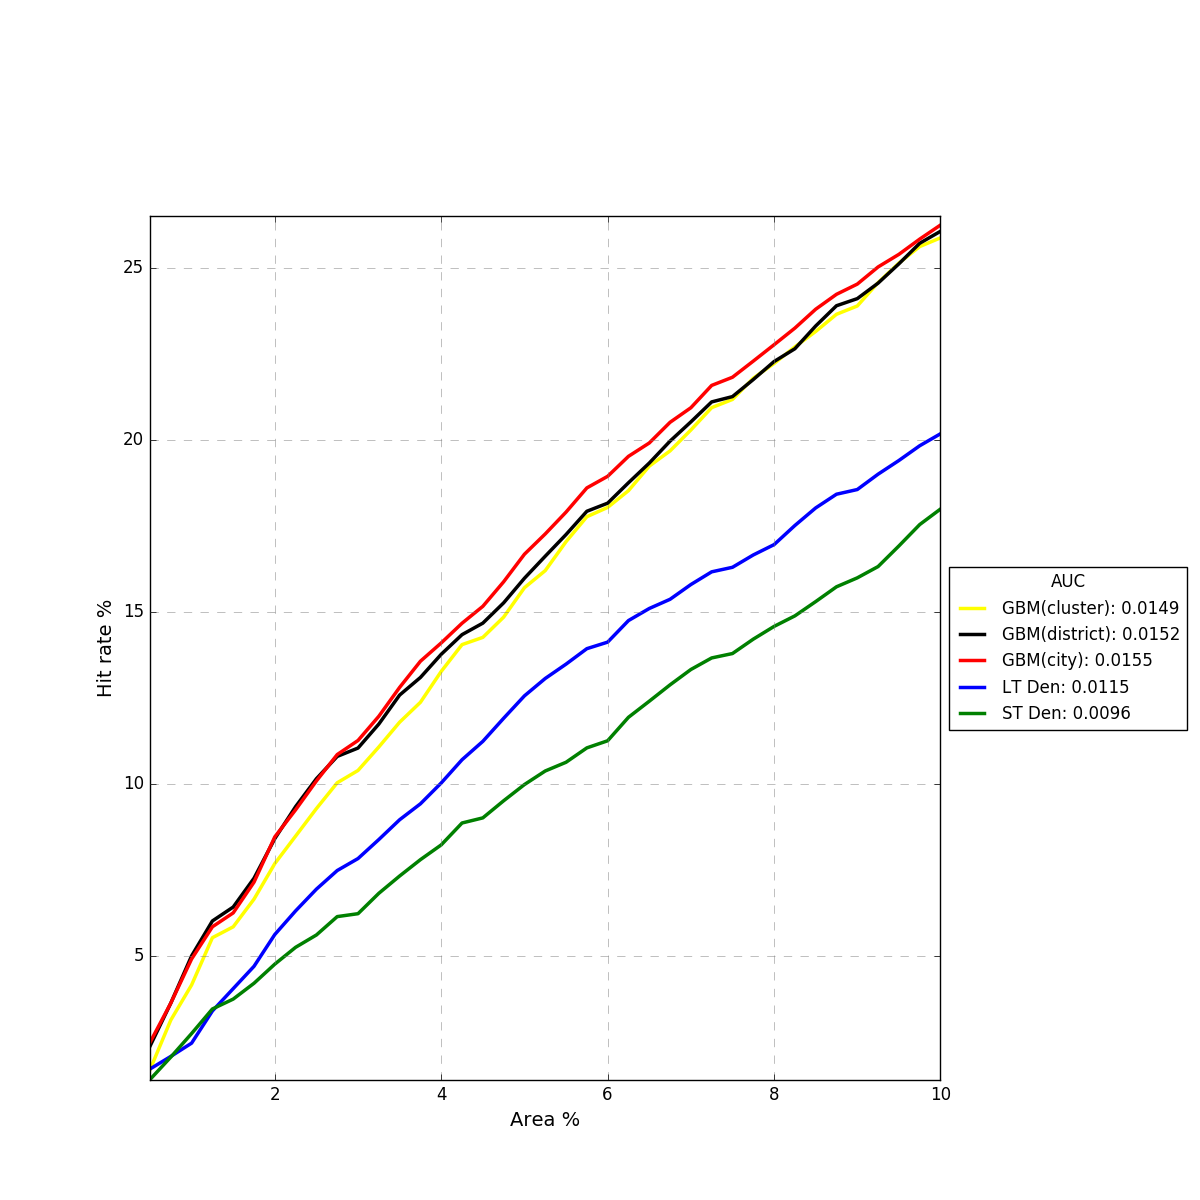 25
20
15
10
5
Hit rate %
2
4
6
8
10
Area %
AUC
GBM(cluster): 0.0149
GBM(district): 0.0152
GBM(city): 0.0155
LT Den: 0.0115
ST Den: 0.0096